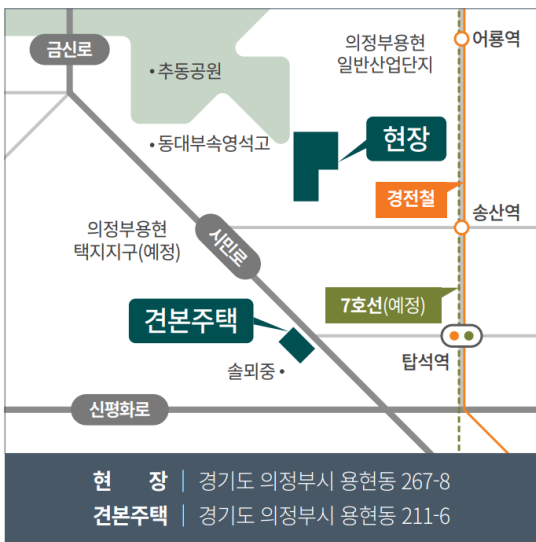 금신로
의정부용현
일반산업단지
어룡역
• 추동공원
• 동대부속영석고
현장
경전철
송산역
의정부용현
택지지구(예정)
시민로
7호선(예정)
견본주택
탑석역
솔뫼중 •
신평화로
현 장 | 경기도 의정부시 용현동 267-8
견본주택 | 경기도 의정부시 용현동 211-6